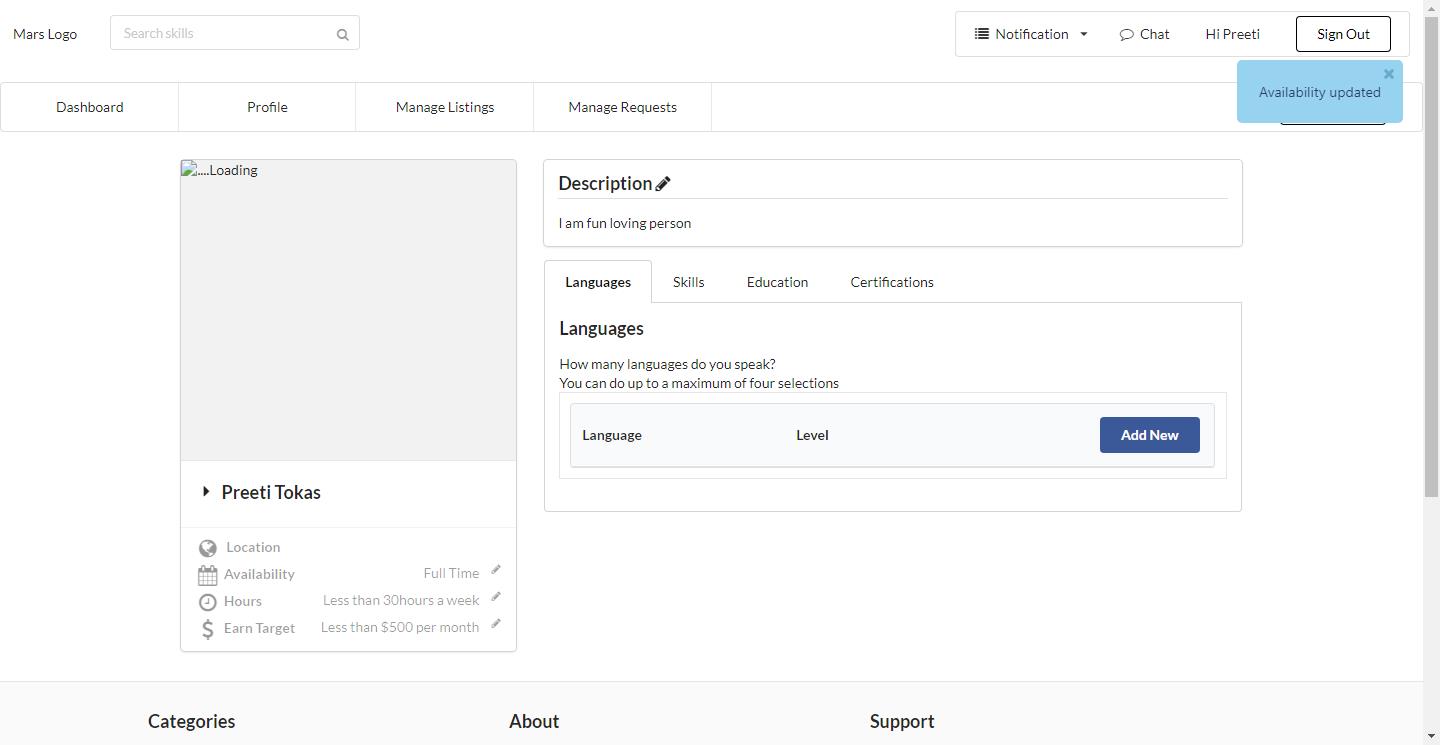 Mars Logo
Search skills
Notification
Chat
Hi Preeti
Sign Out
Availability updated
Dashboard
Profile
Manage Listings
Manage Requests
....Loading
Description
I am fun loving person
Languages
Skills
Education
Certifications
Languages
How many languages do you speak?
You can do up to a maximum of four selections
Language
Level
Add New
Preeti Tokas
Location
Availability
Full Time
Hours
Less than 30hours a week
Earn Target
Less than $500 per month
Categories
About
Support